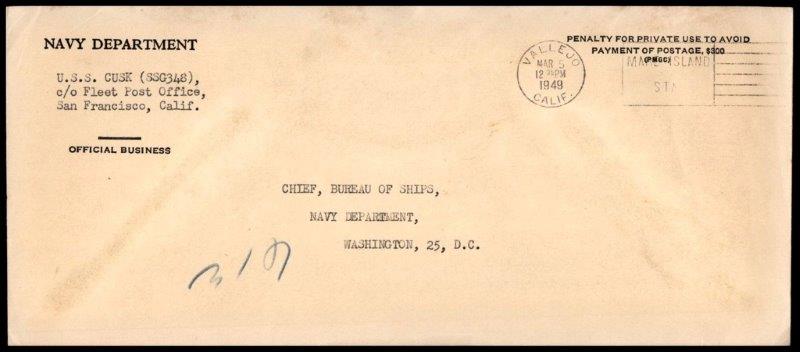 NAVY DEPARTMENT
U.S.S. CUSK (SSG348),
c/o Fleet Post Office,
San Francisco, Calif.
OFFICIAL BUSINESS
PENALTY FOR PRIVATE USE TO AVOID
PAYMENT OF POSTAGE, $300
(PMGC)
VALLEJO
MAR 5
12 PM
1949
CALIF.
MARE ISLAND
STA
CHIEF, BUREAU OF SHIPS,
NAVY DEPARTMENT,
WASHINGTON, 25, D.C.